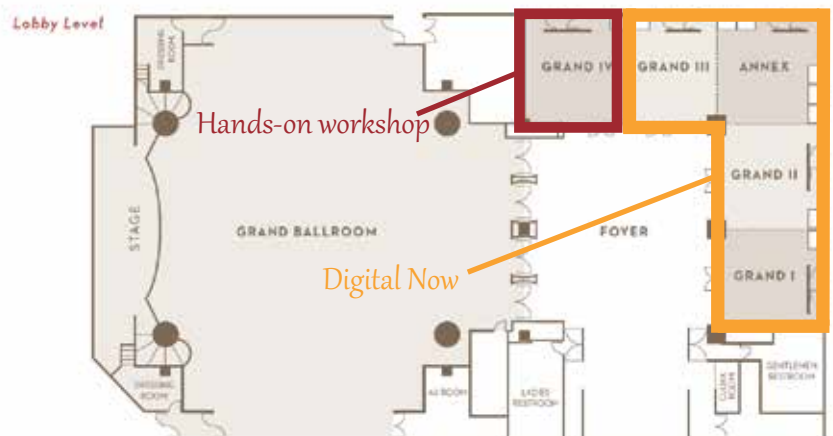 Lobby Level
DRESSING ROOM
GRAND IV
GRAND III
ANNEX
Hands-on workshop
GRAND II
STAGE
GRAND BALLROOM
FOYER
Digital Now
GRAND I
DRESSING ROOM
AV ROOM
LADIES RESTROOM
CLOAK ROOM
GENTLEMEN RESTROOM